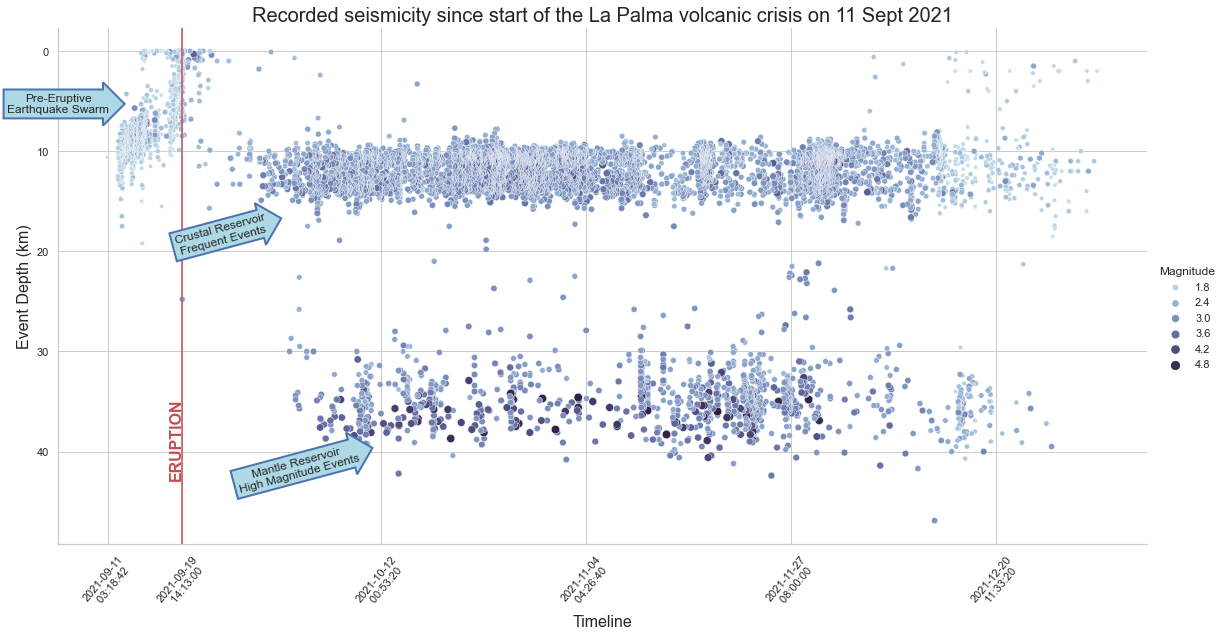 Recorded seismicity since start of the La Palma volcanic crisis on 11 Sept 2021
0
10
20
30
40
Event Depth (km)
Pre-Eruptive
Earthquake Swarm
Crustal Reservoir
Frequent Events
Mantle Reservoir
High Magnitude Events
ERUPTION
Magnitude
1.8
2.4
3.0
3.6
4.2
4.8
2021-09-11
03:18:42
2021-09-19
14:13:00
2021-10-12
00:53:20
2021-11-04
04:26:40
2021-11-27
08:00:00
2021-12-20
11:33:20
Timeline